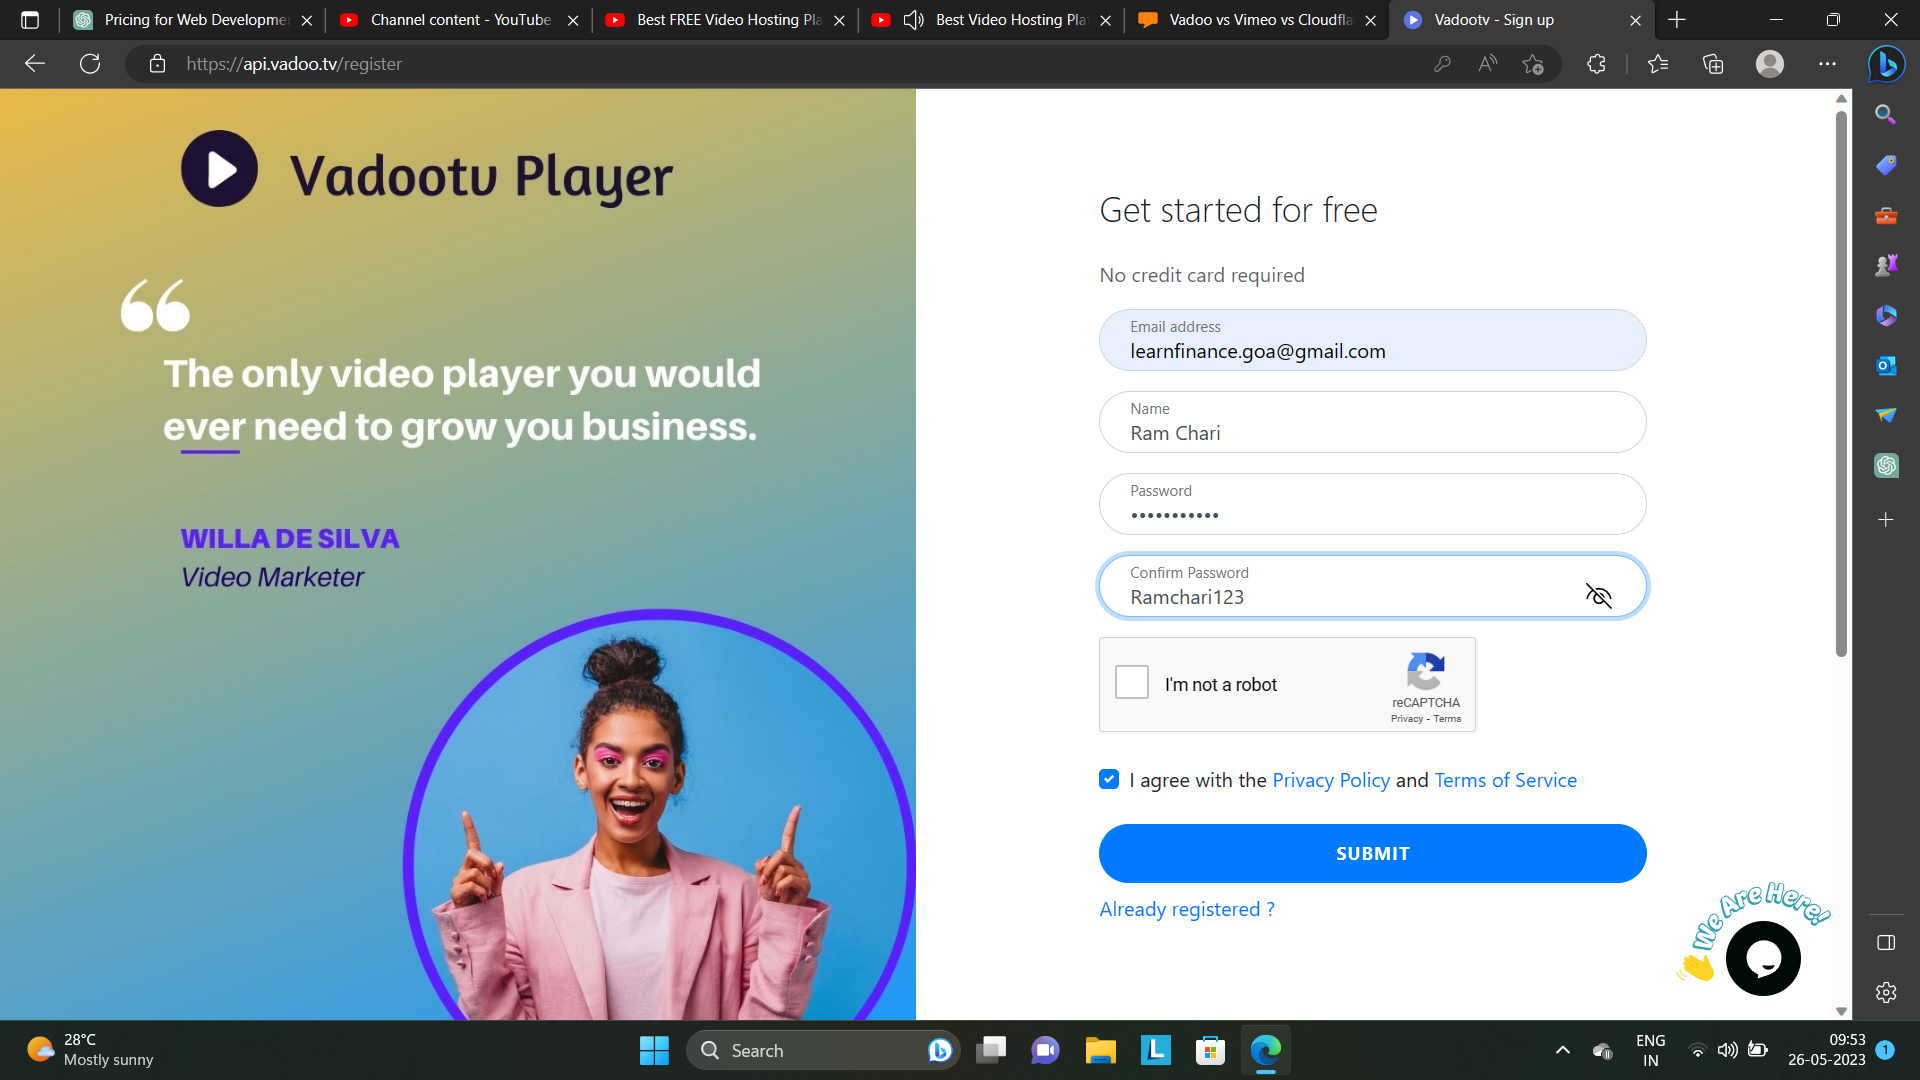 Pricing for Web Developme
Channel content - YouTube
Best FREE Video Hosting Pla
Best Video Hosting Plat
Vadoo vs Vimeo vs Cloudfla
Vadootv - Sign up
https://api.vadoo.tv/register
Vadootv Player
“
The only video player you would
ever need to grow you business.
WILLA DE SILVA
Video Marketer
Get started for free
No credit card required
Email address
learnfinance.goa@gmail.com
Name
Ram Chari
Password
•••••••••••
Confirm Password
Ramchari123
I'm not a robot
reCAPTCHA
Privacy - Terms
I agree with the Privacy Policy and Terms of Service
SUBMIT
Already registered ?
We Are Here!
28°C
Mostly sunny
Search
L
ENG
IN
09:53
26-05-2023
1